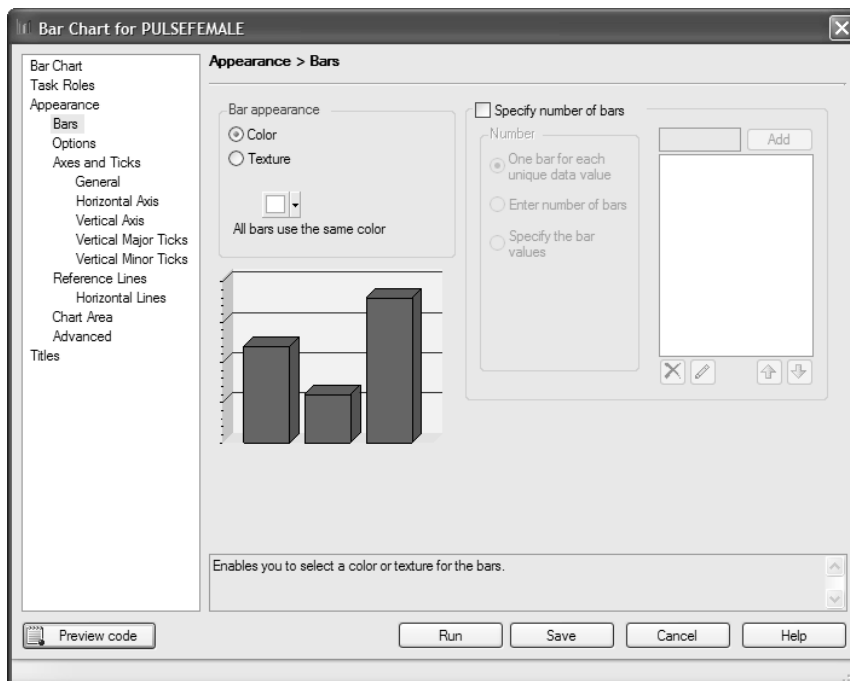 Bar Chart for PULSEFEMALE
Bar Chart
Task Roles
Appearance
Bars
Options
Axes and Ticks
General
Horizontal Axis
Vertical Axis
Vertical Major Ticks
Vertical Minor Ticks
Reference Lines
Horizontal Lines
Chart Area
Advanced
Titles
Appearance > Bars
Bar appearance
Color
Texture
All bars use the same color
Specify number of bars
Number
One bar for each
unique data value
Enter number of bars
Specify the bar
values
Add
Enables you to select a color or texture for the bars.
Preview code
Run
Save
Cancel
Help